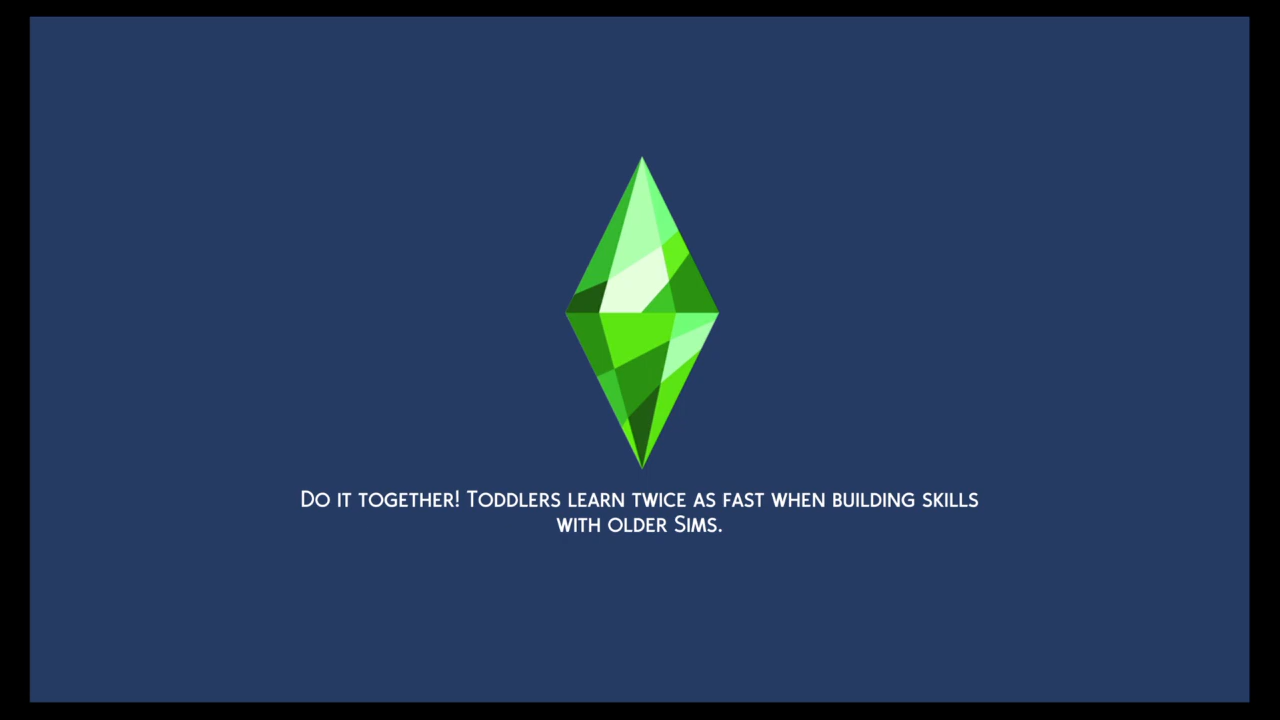 Do it together! Toddlers learn twice as fast when building skills
with older Sims.